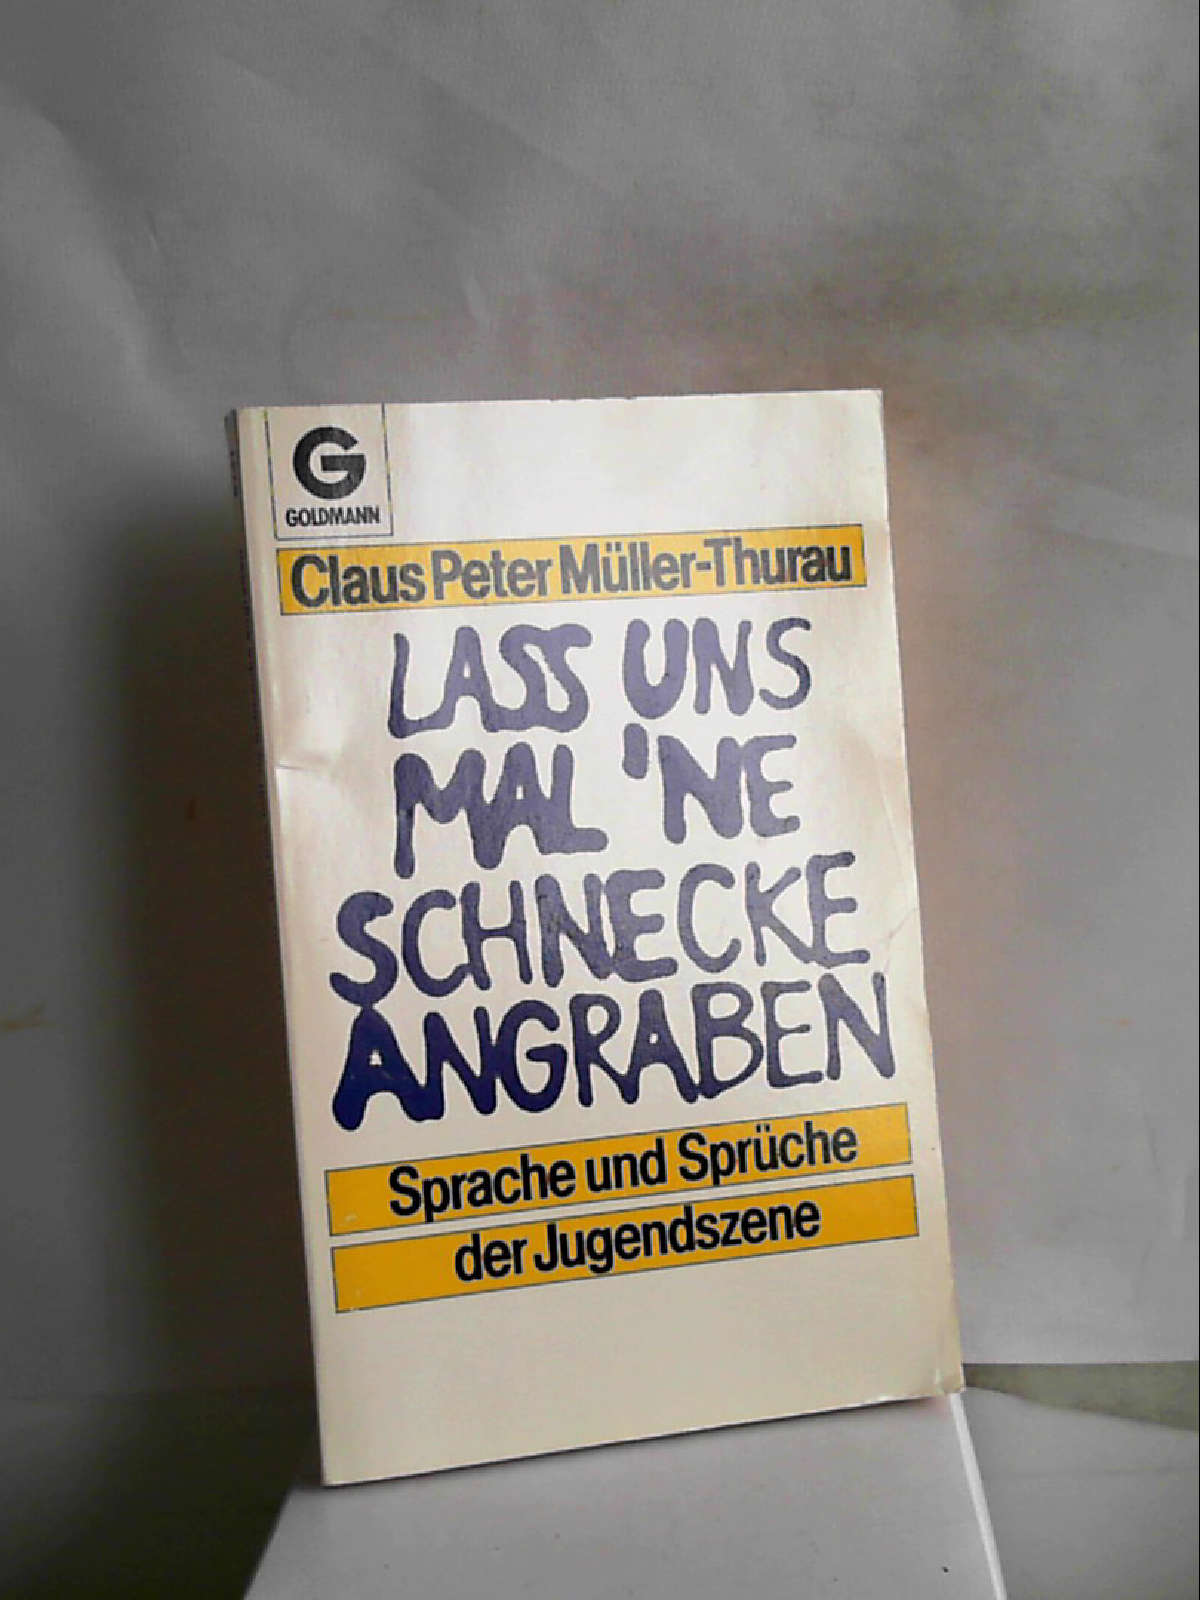 G
GOLDMANN
Claus Peter Müller-Thurau
LASS UNS
MAL 'NE
SCHNECKE
ANGRABEN
Sprache und Sprüche
der Jugendszene